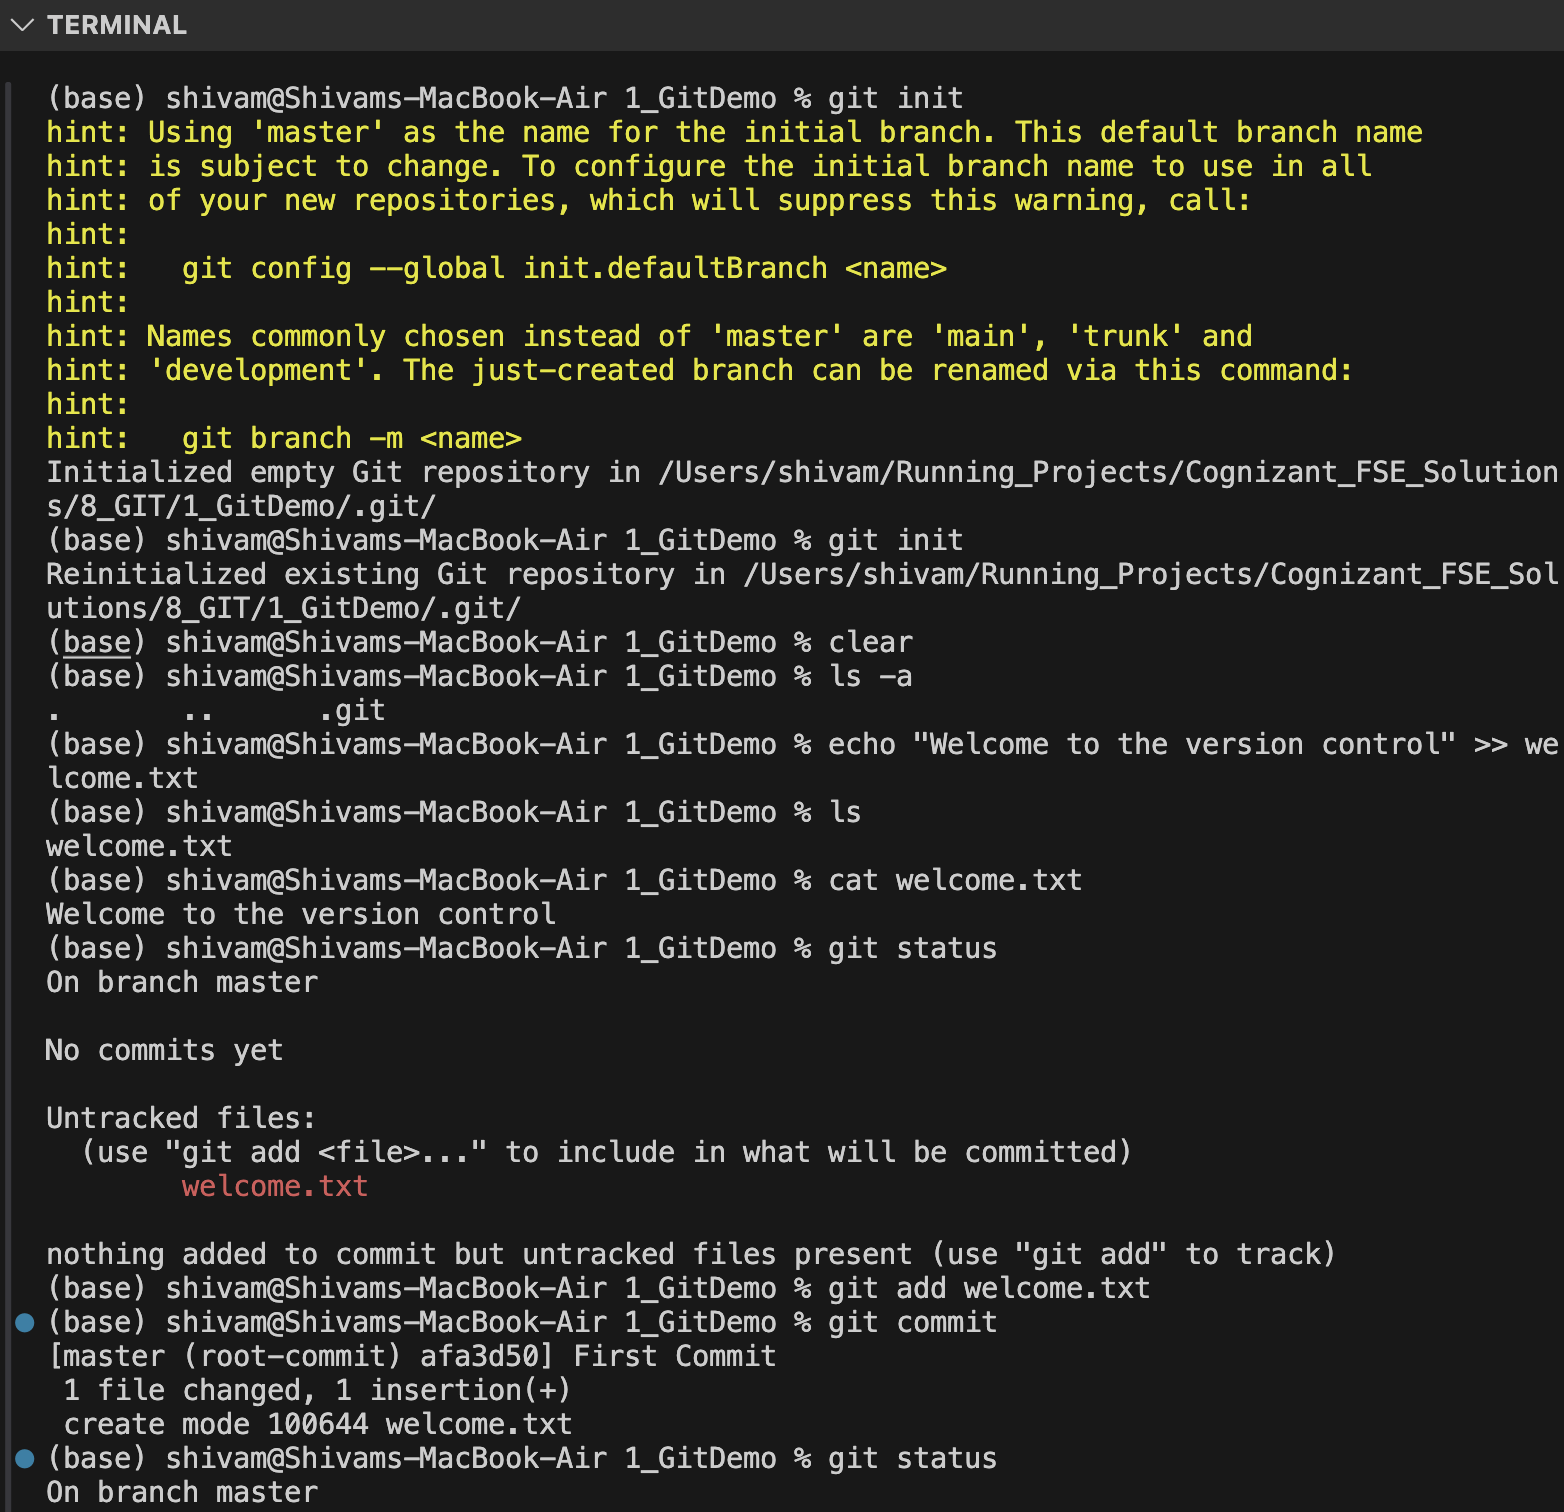 TERMINAL
(base) shivam@Shivams-MacBook-Air 1_GitDemo % git init
hint: Using 'master' as the name for the initial branch. This default branch name
hint: is subject to change. To configure the initial branch name to use in all
hint: of your new repositories, which will suppress this warning, call:
hint:
hint:   git config --global init.defaultBranch <name>
hint:
hint: Names commonly chosen instead of 'master' are 'main', 'trunk' and
hint: 'development'. The just-created branch can be renamed via this command:
hint:
hint:   git branch -m <name>
Initialized empty Git repository in /Users/shivam/Running_Projects/Cognizant_FSE_Solution
s/8_GIT/1_GitDemo/.git/
(base) shivam@Shivams-MacBook-Air 1_GitDemo % git init
Reinitialized existing Git repository in /Users/shivam/Running_Projects/Cognizant_FSE_Sol
utions/8_GIT/1_GitDemo/.git/
(base) shivam@Shivams-MacBook-Air 1_GitDemo % clear
(base) shivam@Shivams-MacBook-Air 1_GitDemo % ls -a
.       ..      .git
(base) shivam@Shivams-MacBook-Air 1_GitDemo % echo "Welcome to the version control" >> we
lcome.txt
(base) shivam@Shivams-MacBook-Air 1_GitDemo % ls
welcome.txt
(base) shivam@Shivams-MacBook-Air 1_GitDemo % cat welcome.txt
Welcome to the version control
(base) shivam@Shivams-MacBook-Air 1_GitDemo % git status
On branch master

No commits yet

Untracked files:
  (use "git add <file>..." to include in what will be committed)
        welcome.txt

nothing added to commit but untracked files present (use "git add" to track)
(base) shivam@Shivams-MacBook-Air 1_GitDemo % git add welcome.txt
(base) shivam@Shivams-MacBook-Air 1_GitDemo % git commit
[master (root-commit) afa3d50] First Commit
 1 file changed, 1 insertion(+)
 create mode 100644 welcome.txt
(base) shivam@Shivams-MacBook-Air 1_GitDemo % git status
On branch master